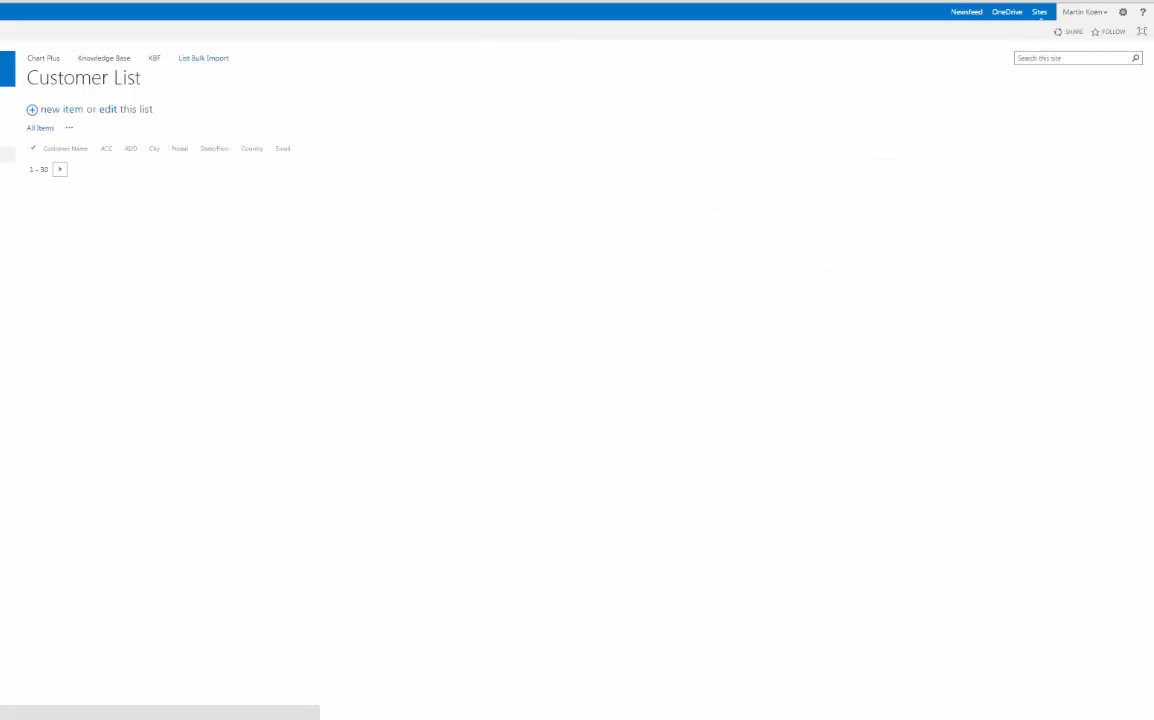 Newsfeed OneDrive Sites Martin Koen ?
SHARE FOLLOW
Chart Plus Knowledge Base KBF List Bulk Import
Search this site
Customer List
new item or edit this list
All Items ...
Customer Name ACC ADD City Postal State/Prov Country Email
1 - 30